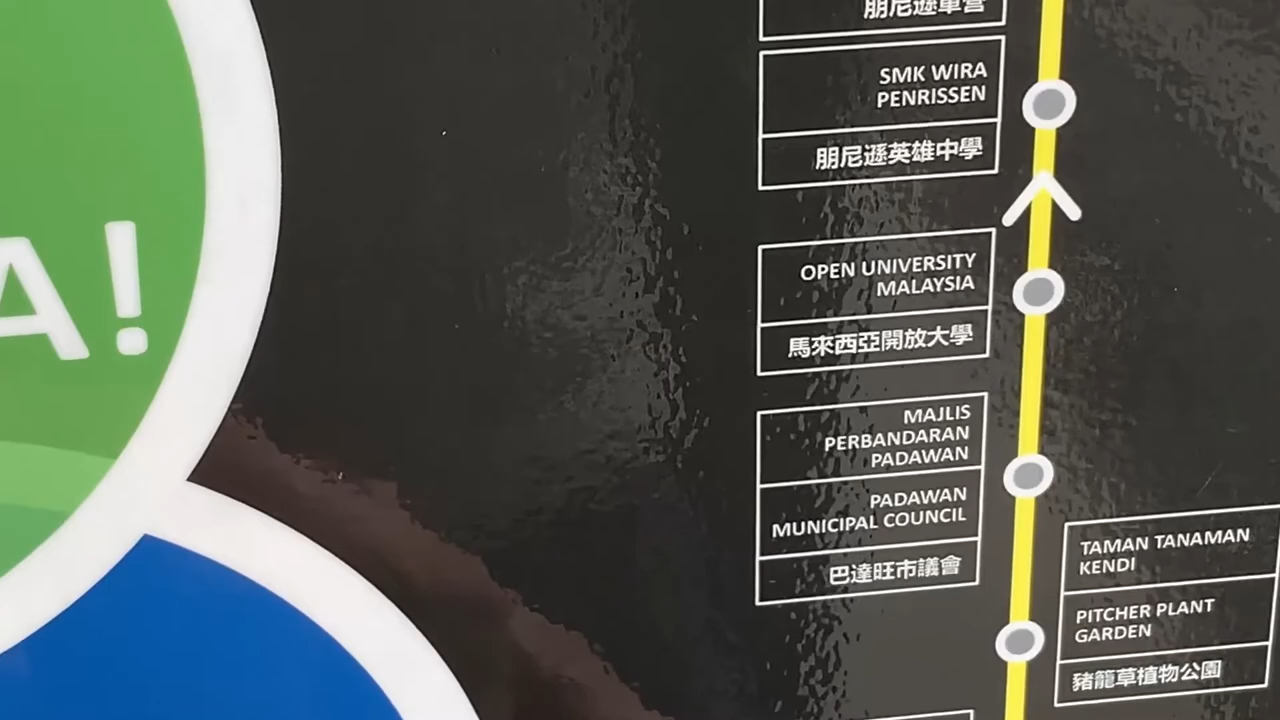 朋尼遜軍營
SMK WIRA
PENRISSEN
朋尼遜英雄中學
A!
OPEN UNIVERSITY
MALAYSIA
馬來西亞開放大學
MAJLIS
PERBANDARAN
PADAWAN
PADAWAN
MUNICIPAL COUNCIL
巴達旺市議會
TAMAN TANAMAN
KENDI
PITCHER PLANT
GARDEN
豬籠草植物公園